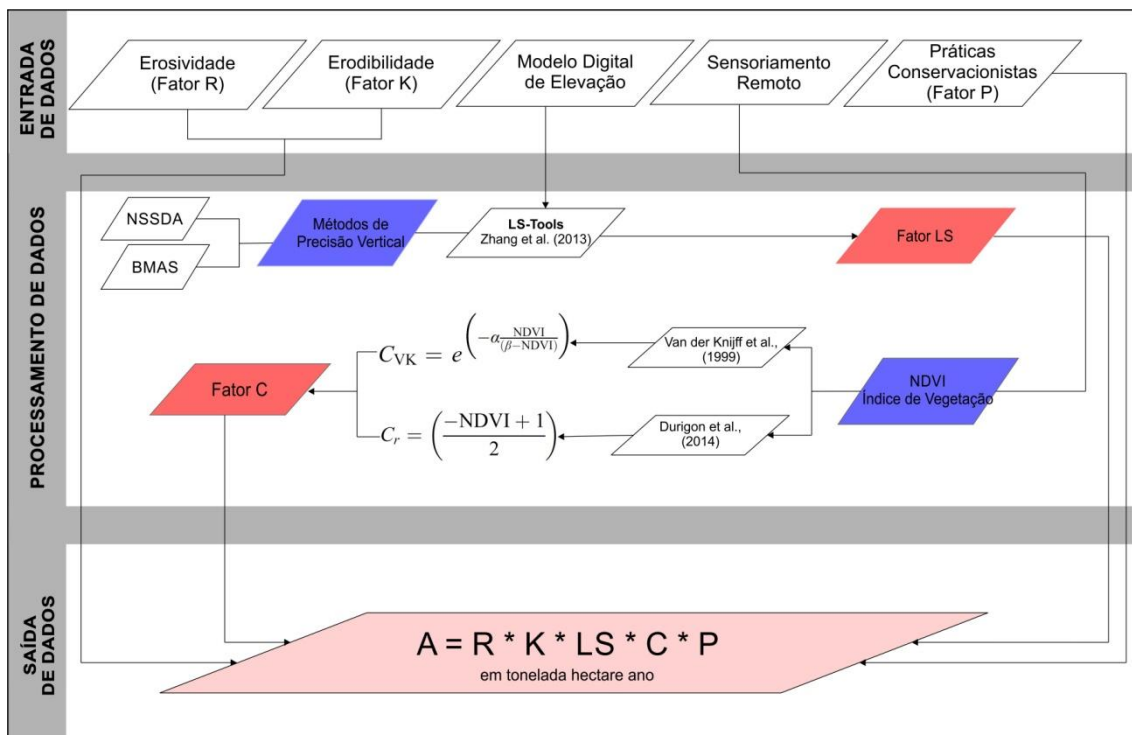 ENTRADA
DE DADOS
Erosividade
(Fator R)
Erodibilidade
(Fator K)
Modelo Digital
de Elevação
Sensoriamento
Remoto
Práticas
Conservacionistas
(Fator P)
PROCESSAMENTO DE DADOS
NSSDA
BMAS
Métodos de
Precisão Vertical
LS-Tools
Zhang et al. (2013)
Fator LS
Fator C
C_VK = e^(-α NDVI/(β-NDVI))
Van der Knijff et al.,
(1999)
C_r = ((-NDVI + 1)/2)
Durigon et al.,
(2014)
NDVI
Índice de Vegetação
SAÍDA
DE DADOS
A = R * K * LS * C * P
em tonelada hectare ano